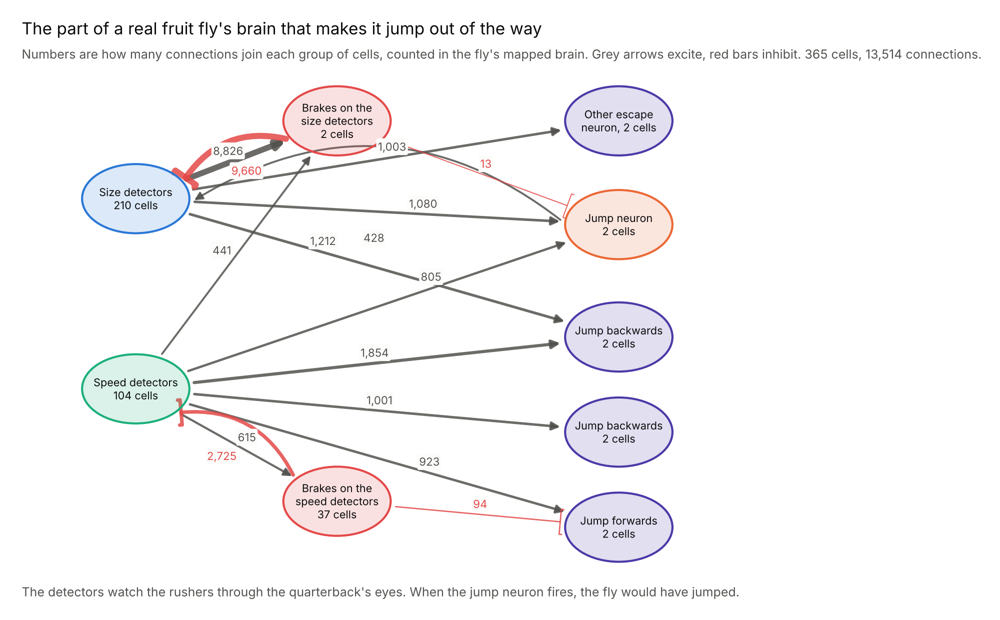 The part of a real fruit fly's brain that makes it jump out of the way
Numbers are how many connections join each group of cells, counted in the fly's mapped brain. Grey arrows excite, red bars inhibit. 365 cells, 13,514 connections.
Brakes on the
size detectors
2 cells
Other escape
neuron, 2 cells
8,826
1,003
9,660
13
Size detectors
210 cells
1,080
Jump neuron
2 cells
441
1,212
428
805
Jump backwards
2 cells
1,854
Speed detectors
104 cells
1,001
Jump backwards
2 cells
615
2,725
923
Brakes on the
speed detectors
37 cells
94
Jump forwards
2 cells
The detectors watch the rushers through the quarterback's eyes. When the jump neuron fires, the fly would have jumped.